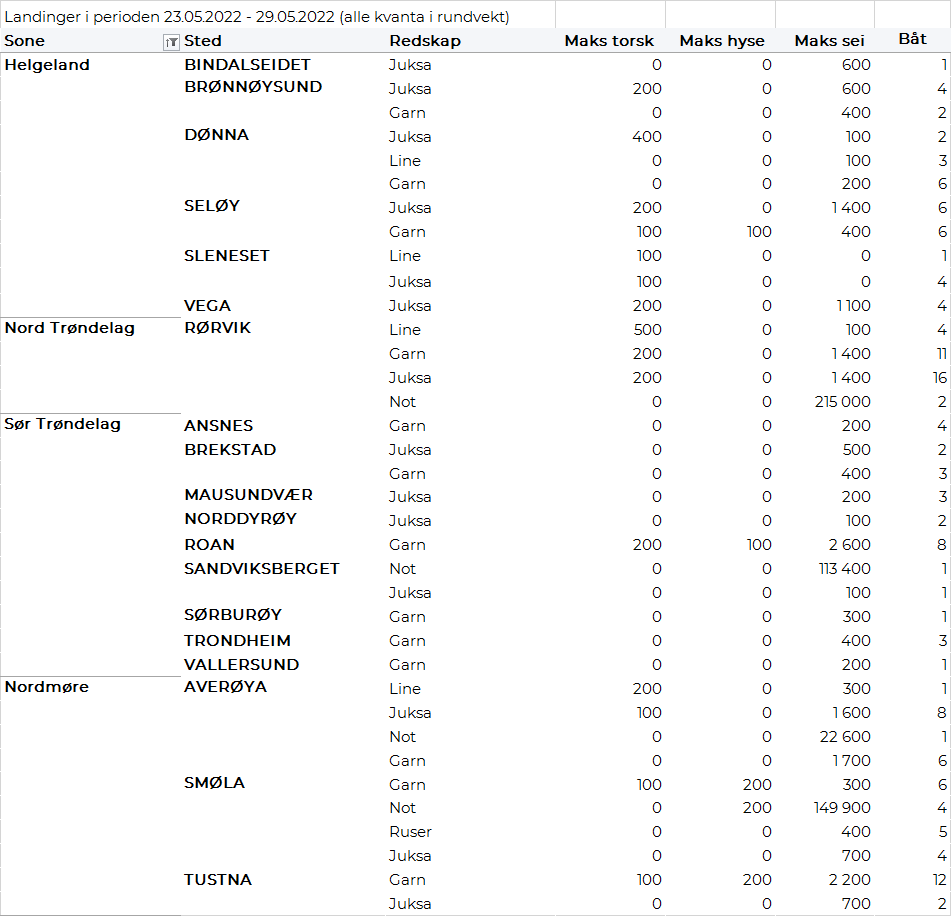 Landinger i perioden 23.05.2022 - 29.05.2022 (alle kvanta i rundvekt)
Sone Sted Redskap Maks torsk Maks hyse Maks sei Båt
Helgeland BINDALSEIDET Juksa 0 0 600 1
BRØNNØYSUND Juksa 200 0 600 4
Garn 0 0 400 2
DØNNA Juksa 400 0 100 2
Line 0 0 100 3
Garn 0 0 200 6
SELØY Juksa 200 0 1 400 6
Garn 100 100 400 6
SLENESET Line 100 0 0 1
Juksa 100 0 0 4
VEGA Juksa 200 0 1 100 4
Nord Trøndelag RØRVIK Line 500 0 100 4
Garn 200 0 1 400 11
Juksa 200 0 1 400 16
Not 0 0 215 000 2
Sør Trøndelag ANSNES Garn 0 0 200 4
BREKSTAD Juksa 0 0 500 2
Garn 0 0 400 3
MAUSUNDVÆR Juksa 0 0 200 3
NORDDYRØY Juksa 0 0 100 2
ROAN Garn 200 100 2 600 8
SANDVIKSBERGET Not 0 0 113 400 1
Juksa 0 0 100 1
SØRBURØY Garn 0 0 300 1
TRONDHEIM Garn 0 0 400 3
VALLERSUND Garn 0 0 200 1
Nordmøre AVERØYA Line 200 0 300 1
Juksa 100 0 1 600 8
Not 0 0 22 600 1
Garn 0 0 1 700 6
SMØLA Garn 100 200 300 6
Not 0 200 149 900 4
Ruser 0 0 400 5
Juksa 0 0 700 4
TUSTNA Garn 100 200 2 200 12
Juksa 0 0 700 2